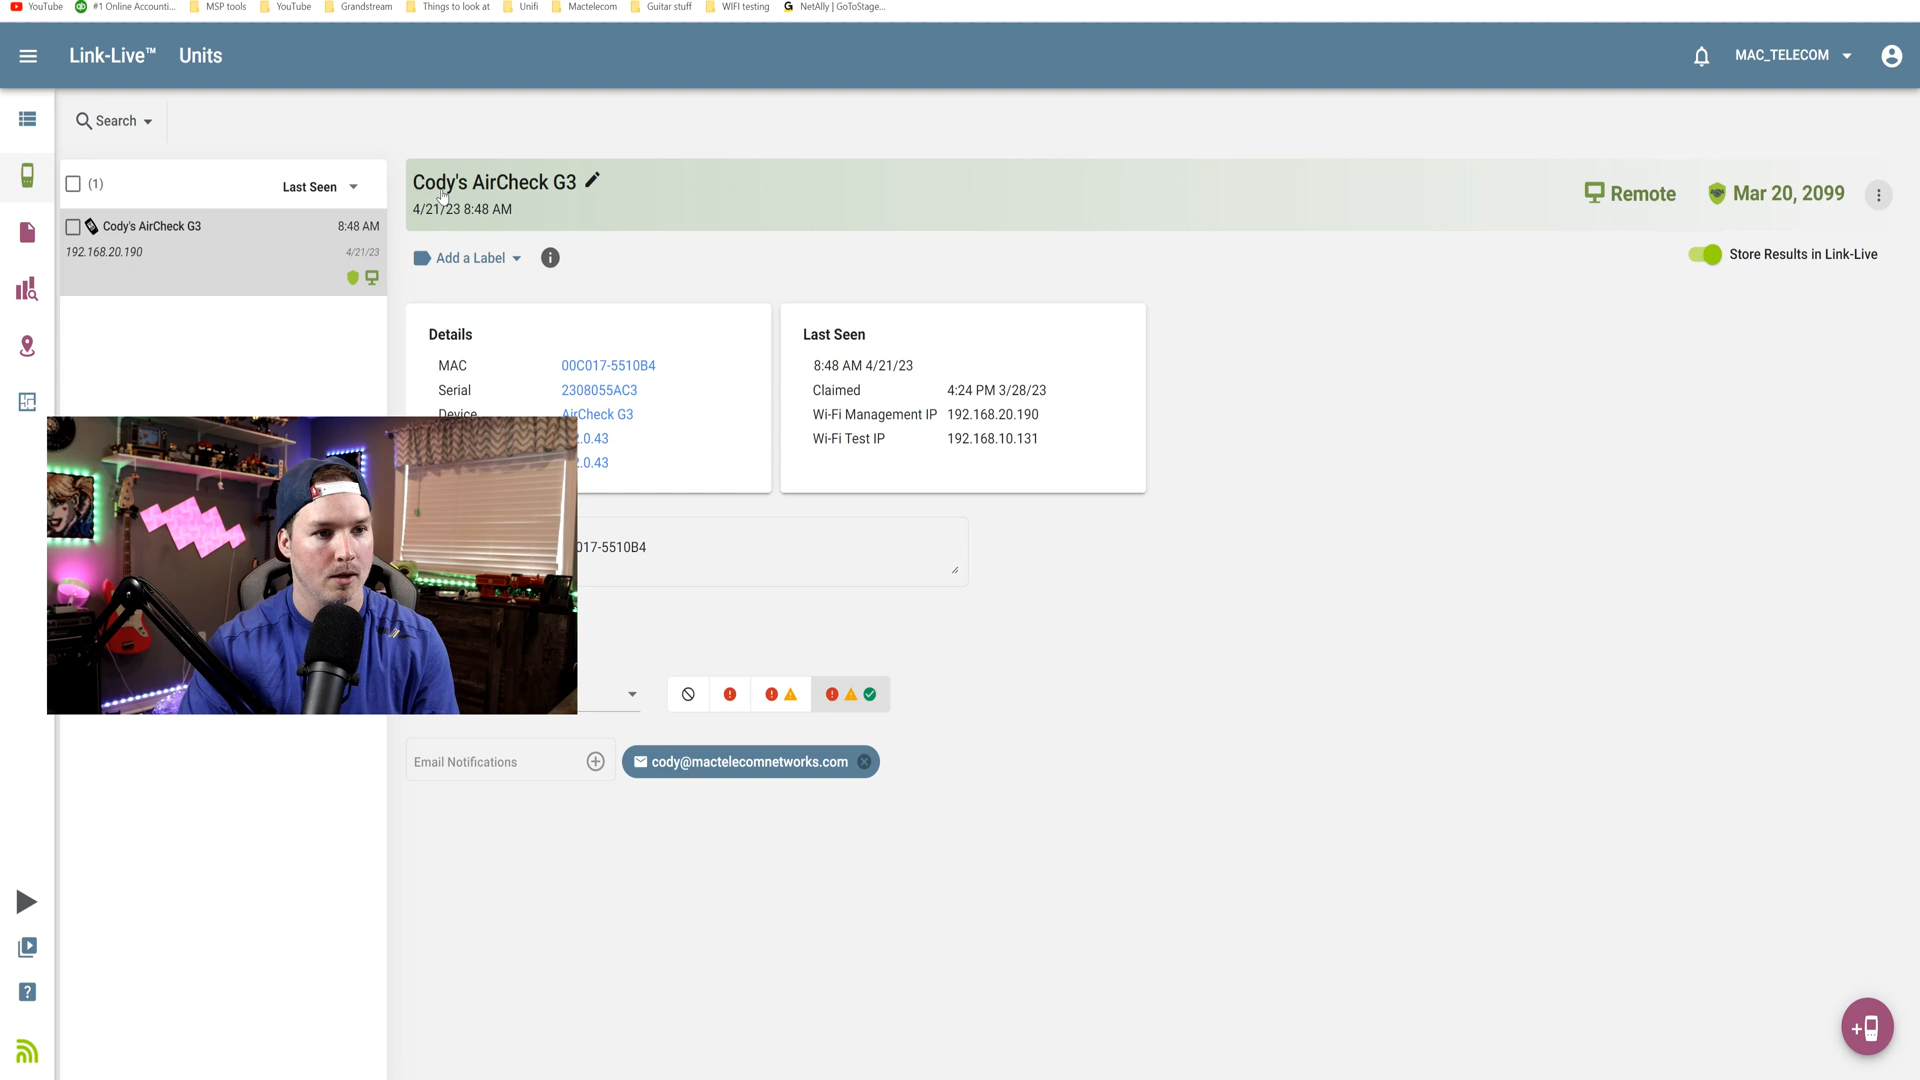 YouTube #1 Online Accounti... MSP tools YouTube Grandstream Things to look at Unifi Mactelecom Guitar stuff WIFI testing NetAlly | GoToStage...
Link-Live™ Units MAC_TELECOM
Search
(1) Last Seen
Cody's AirCheck G3 8:48 AM
192.168.20.190 4/21/23
Cody's AirCheck G3
4/21/23 8:48 AM
Remote Mar 20, 2099
Add a Label
Store Results in Link-Live
Details
MAC 00C017-5510B4
Serial 2308055AC3
Device AirCheck G3
2.0.43
2.0.43
Last Seen
8:48 AM 4/21/23
Claimed 4:24 PM 3/28/23
Wi-Fi Management IP 192.168.20.190
Wi-Fi Test IP 192.168.10.131
017-5510B4
Email Notifications cody@mactelecomnetworks.com